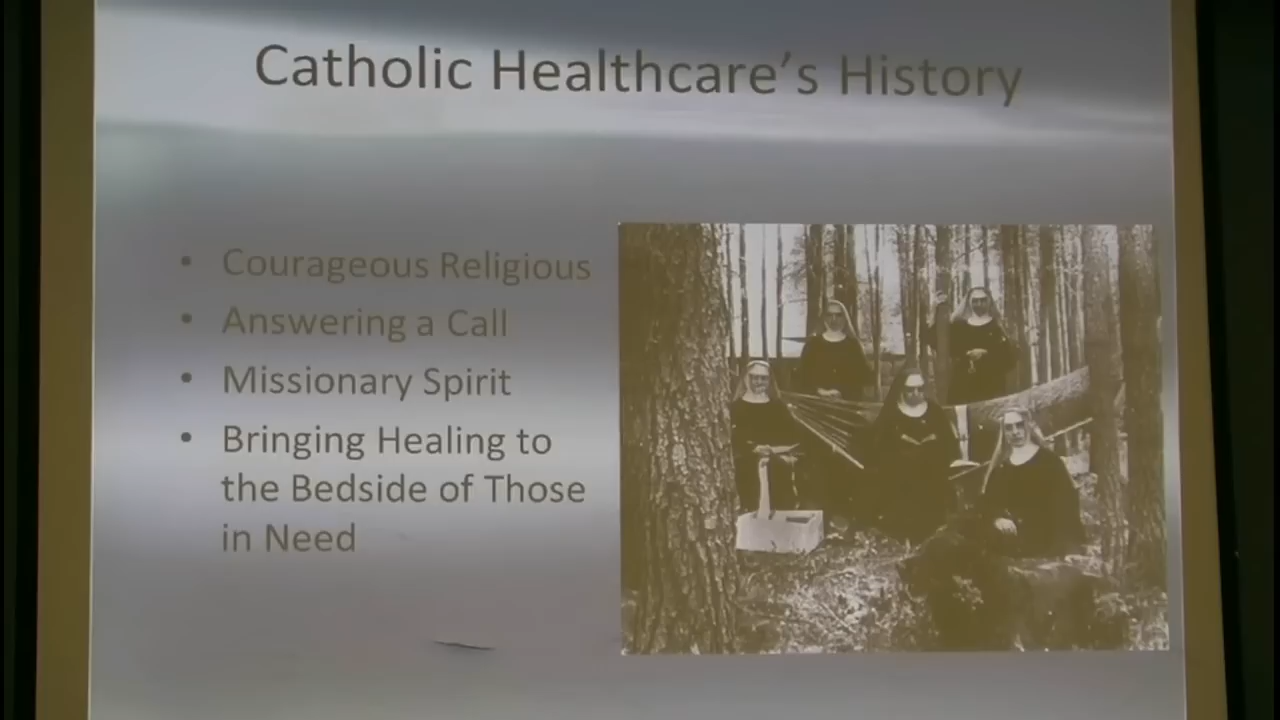 Catholic Healthcare's History
• Courageous Religious
• Answering a Call
• Missionary Spirit
• Bringing Healing to
the Bedside of Those
in Need